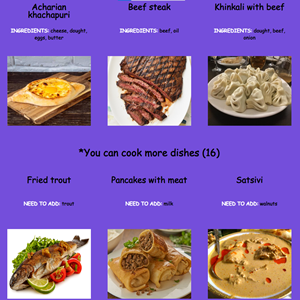 Acharian
khachapuri
Beef steak
Khinkali with beef
INGREDIENTS: cheese, dought,
eggs, butter
INGREDIENTS: beef, oil
INGREDIENTS: dought, beef,
onion
*You can cook more dishes (16)
Fried trout
Pancakes with meat
Satsivi
NEED TO ADD: trout
NEED TO ADD: milk
NEED TO ADD: walnuts